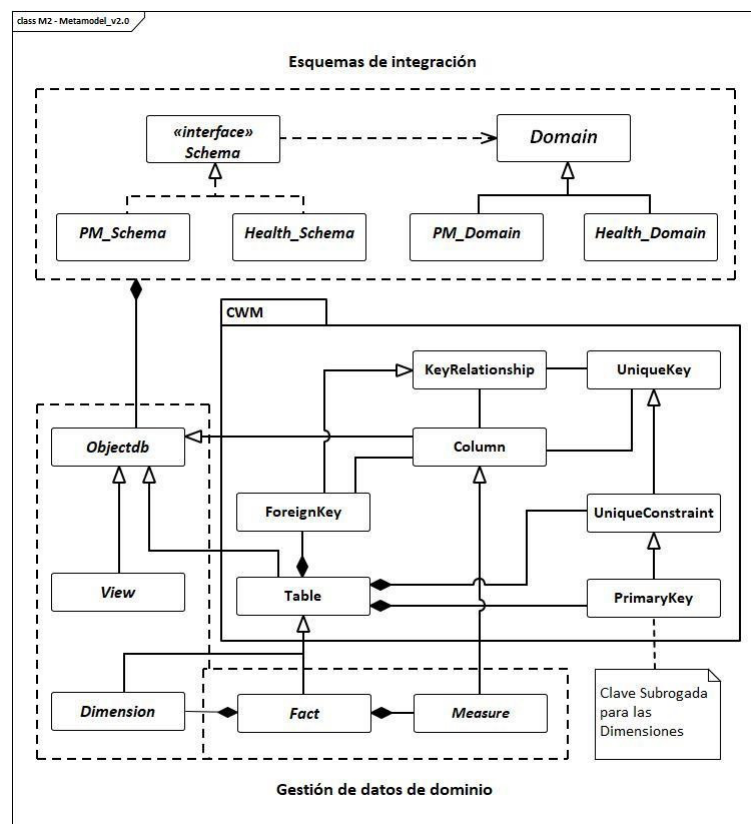 class M2 - Metamodel_v2.0
Esquemas de integración
«interface»
Schema
Domain
PM_Schema
Health_Schema
PM_Domain
Health_Domain
CWM
KeyRelationship
UniqueKey
Objectdb
Column
ForeignKey
UniqueConstraint
View
Table
PrimaryKey
Dimension
Fact
Measure
Clave Subrogada
para las
Dimensiones
Gestión de datos de dominio